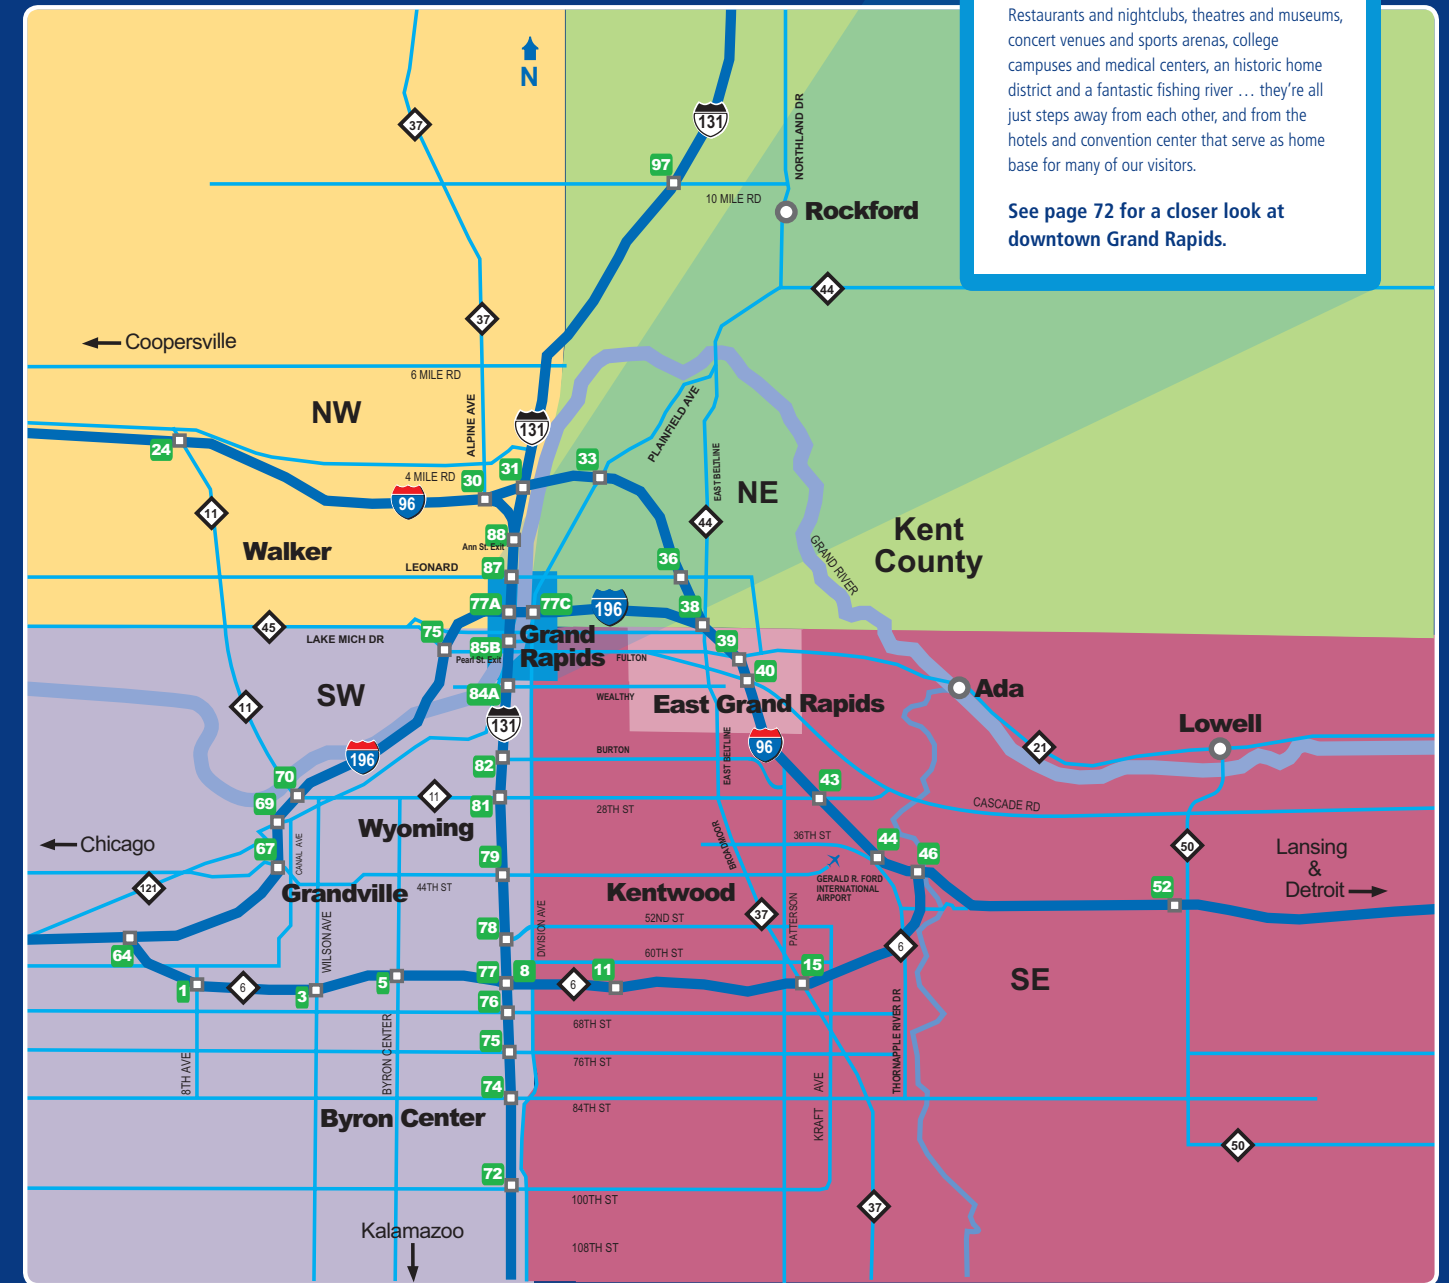 Restaurants and nightclubs, theatres and museums,
concert venues and sports arenas, college
campuses and medical centers, an historic home
district and a fantastic fishing river … they're all
just steps away from each other, and from the
hotels and convention center that serve as home
base for many of our visitors.
See page 72 for a closer look at
downtown Grand Rapids.
N
37
131
NORTHLAND DR
97
10 MILE RD
Rockford
44
37
Coopersville
6 MILE RD
NW
ALPINE AVE
131
PLAINFIELD AVE
EAST BELTLINE
24
4 MILE RD
30
31
33
96
NE
11
44
Kent
County
Walker
88
Ann St. Exit
GRAND RIVER
36
LEONARD
87
77A
77C
196
38
45
LAKE MICH DR
75
Grand
Rapids
85B
Pearl St. Exit
FULTON
39
40
SW
84A
WEALTHY
East Grand Rapids
Ada
11
131
Lowell
196
BURTON
EAST BELTLINE
96
21
82
70
69
11
81
28TH ST
43
CASCADE RD
Wyoming
BROADMOOR
36TH ST
Chicago
67
CANAL AVE
79
44
46
50
Lansing
&
Detroit
121
Grandville
44TH ST
Kentwood
GERALD R. FORD
INTERNATIONAL
AIRPORT
52
WILSON AVE
78
DIVISION AVE
52ND ST
37
PATTERSON
64
60TH ST
6
1
6
3
5
77
8
6
11
15
SE
76
68TH ST
THORNAPPLE RIVER DR
8TH AVE
BYRON CENTER
75
76TH ST
KRAFT AVE
74
84TH ST
Byron Center
50
72
100TH ST
37
Kalamazoo
108TH ST